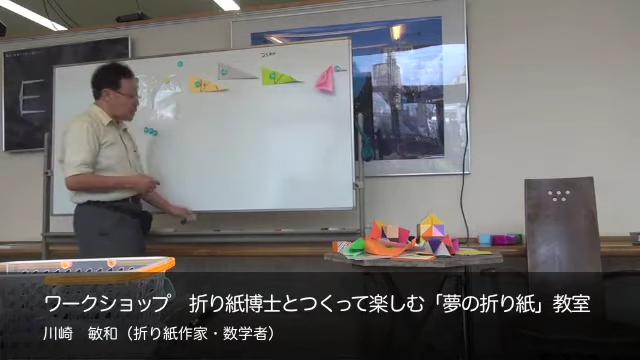 ワークショップ　折り紙博士とつくって楽しむ「夢の折り紙」教室
川崎　敏和（折り紙作家・数学者）